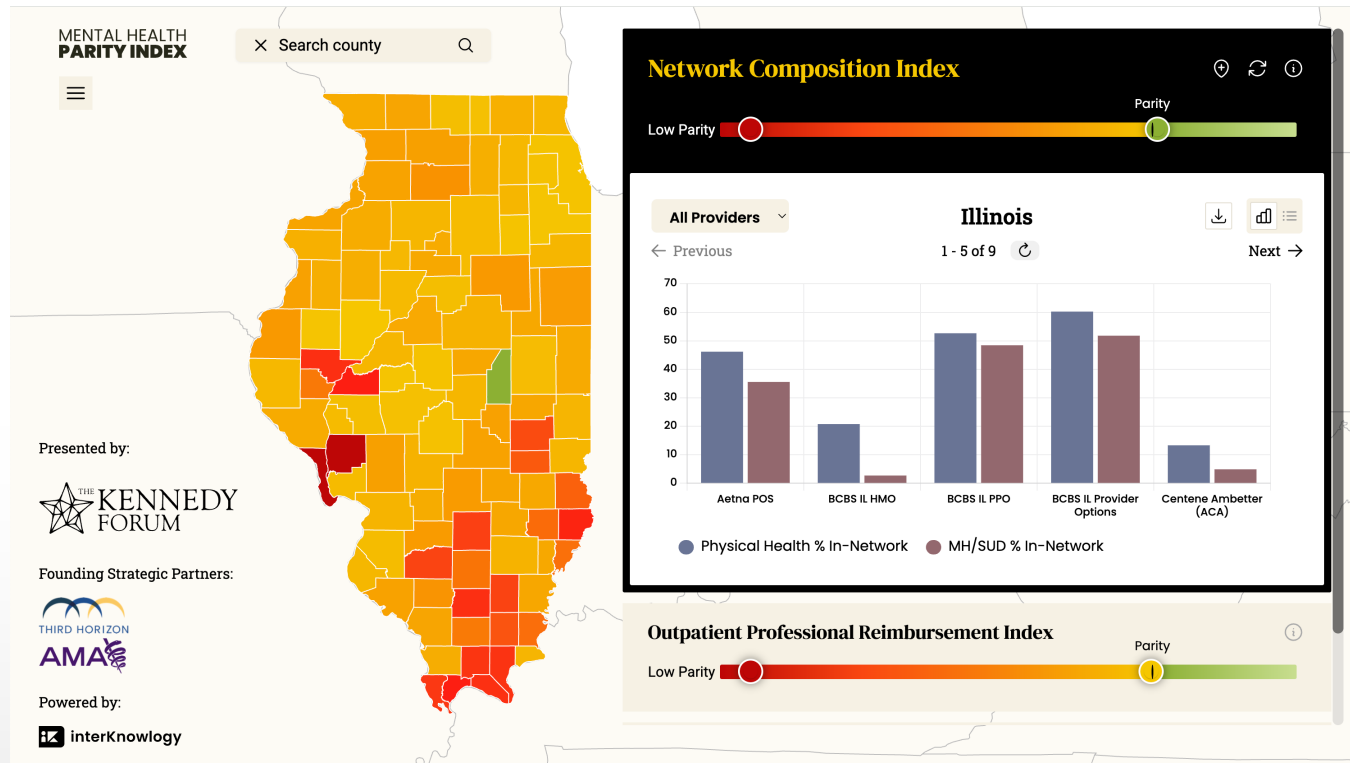 MENTAL HEALTH
PARITY INDEX
Search county
Presented by:
THE KENNEDY
FORUM
Founding Strategic Partners:
THIRD HORIZON
AMA
Powered by:
interKnowlogy
Network Composition Index
Parity
Low Parity
All Providers
Illinois
Previous
1 - 5 of 9
Next
70
60
50
40
30
20
10
0
Aetna POS
BCBS IL HMO
BCBS IL PPO
BCBS IL Provider
Options
Centene Ambetter
(ACA)
Physical Health % In-Network
MH/SUD % In-Network
Outpatient Professional Reimbursement Index
Parity
Low Parity